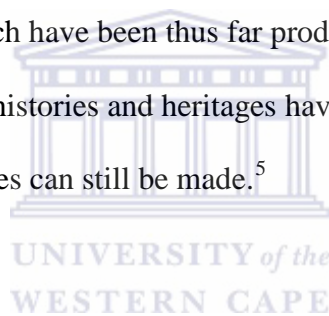 ch have been thus far prod
histories and heritages hav
es can still be made.5
UNIVERSITY of the
WESTERN CAPE